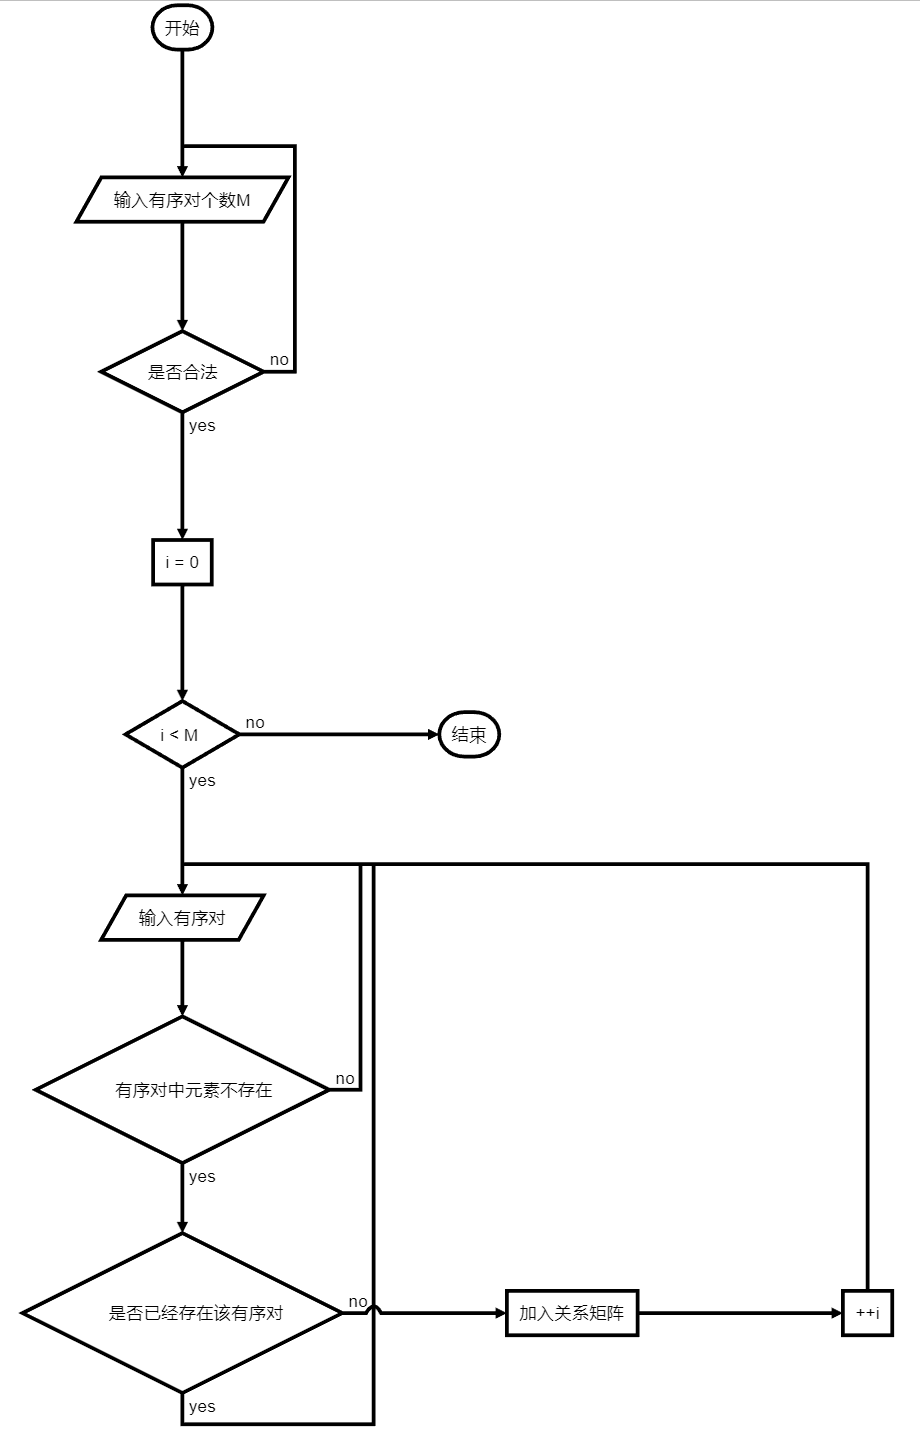 开始
输入有序对个数M
是否合法
no
yes
i = 0
i < M
no
结束
yes
输入有序对
有序对中元素不存在
no
yes
是否已经存在该有序对
no
加入关系矩阵
++i
yes